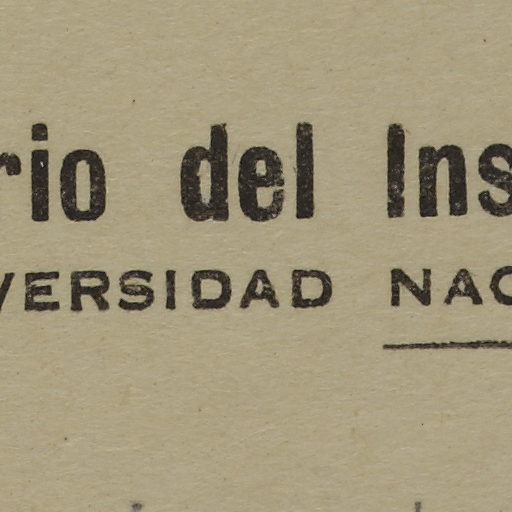 rio del Ins
VERSIDAD NAC